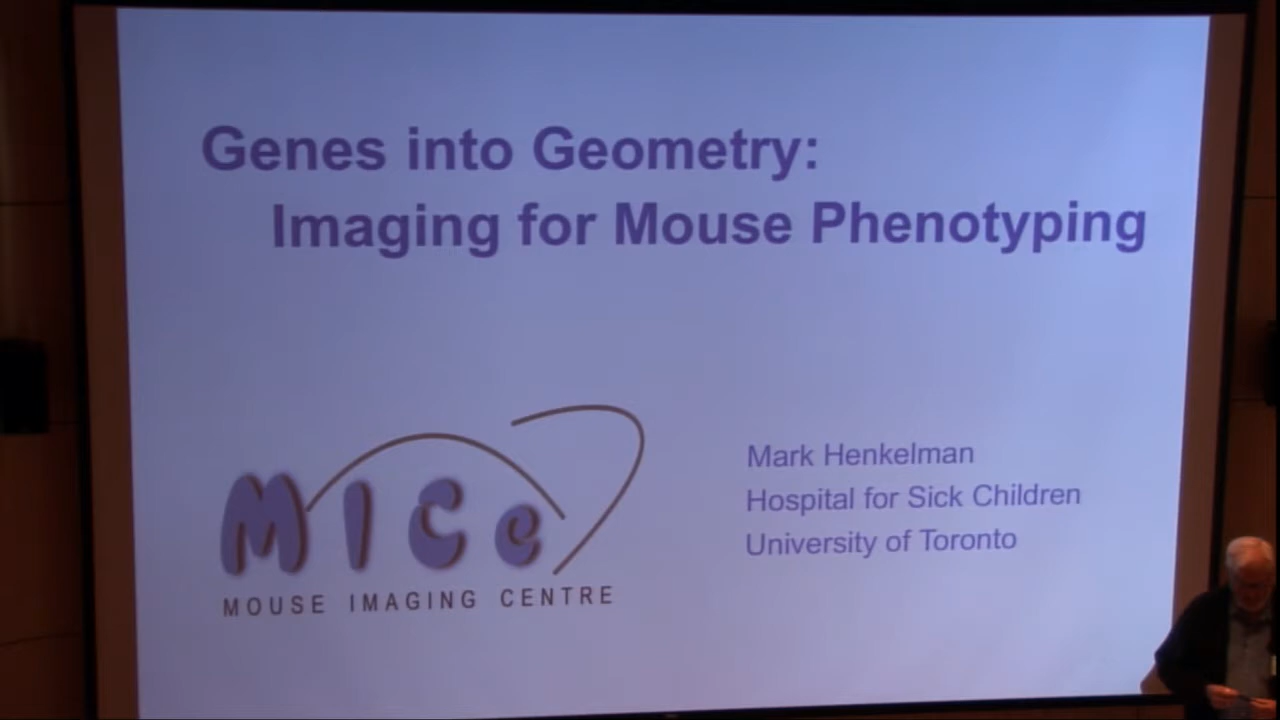 Genes into Geometry:
Imaging for Mouse Phenotyping
Mark Henkelman
Hospital for Sick Children
University of Toronto
MICe
MOUSE IMAGING CENTRE